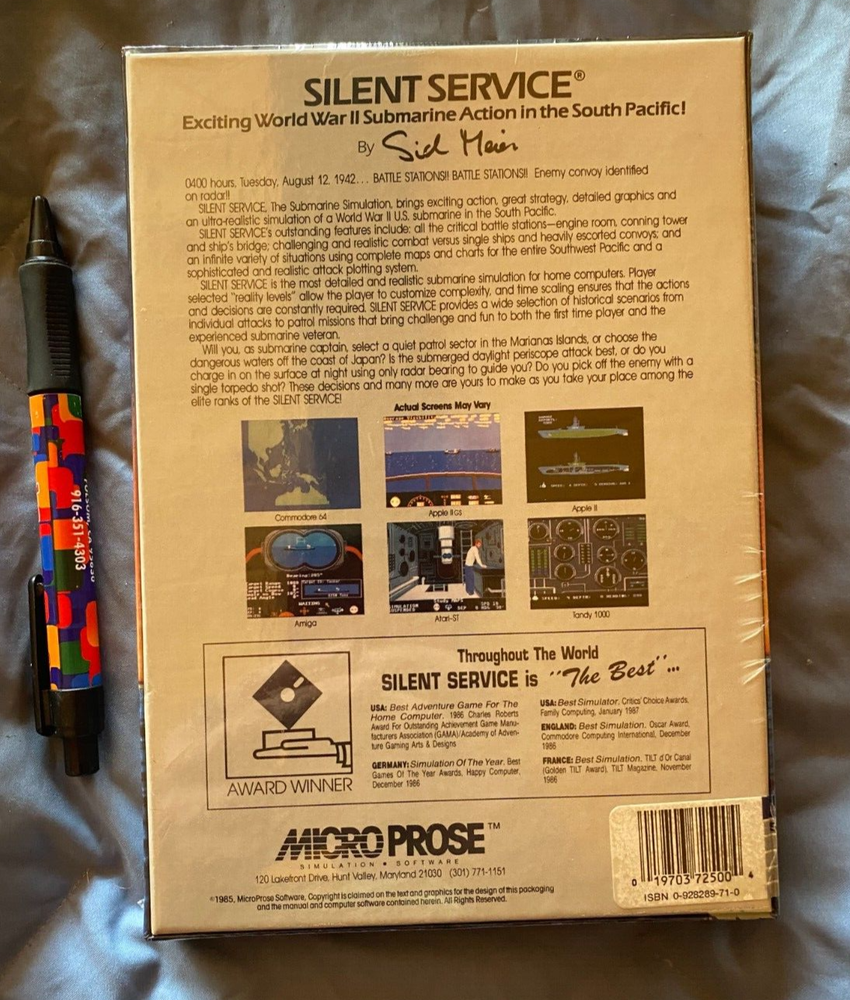 SILENT SERVICE®
Exciting World War II Submarine Action in the South Pacific!
By Sid Meier
0400 hours, Tuesday, August 12, 1942... BATTLE STATIONS!! BATTLE STATIONS!! Enemy convoy identified
on radar!!
SILENT SERVICE, The Submarine Simulation, brings exciting action, great strategy, detailed graphics and
an ultra-realistic simulation of a World War II U.S. submarine in the South Pacific.
SILENT SERVICE's outstanding features include: all the critical battle stations—engine room, conning tower
and ship's bridge; challenging and realistic combat versus single ships and heavily escorted convoys; and
an infinite variety of situations using complete maps and charts for the entire Southwest Pacific and a
sophisticated and realistic attack plotting system.
SILENT SERVICE is the most detailed and realistic submarine simulation for home computers. Player
selected "reality levels" allow the player to customize complexity, and time scaling ensures that the actions
and decisions are constantly required. SILENT SERVICE provides a wide selection of historical scenarios from
individual attacks to patrol missions that bring challenge and fun to both the first time player and the
experienced submarine veteran.
Will you, as submarine captain, select a quiet patrol sector in the Marianas Islands, or choose the
dangerous waters off the coast of Japan? Is the submerged daylight periscope attack best, or do you
charge in on the surface at night using only radar bearing to guide you? Do you pick off the enemy with a
single torpedo shot? These decisions and many more are yours to make as you take your place among the
elite ranks of the SILENT SERVICE!
Actual Screens May Vary
Commodore 64
Apple IIGS
Apple II
Amiga
Atari-ST
Tandy 1000
Throughout The World
SILENT SERVICE is "The Best"...
USA: Best Adventure Game For The
Home Computer, 1986 Charles Roberts
Award For Outstanding Achievement Game Manu-
facturers Association (GAMA)/Academy of Adven-
ture Gaming Arts & Designs
GERMANY: Simulation Of The Year, Best
Games Of The Year Awards, Happy Computer,
December 1986
USA: Best Simulator, Critics' Choice Awards,
Family Computing, January 1987
ENGLAND: Best Simulation, Oscar Award,
Commodore Computing International, December
1986
FRANCE: Best Simulation, TILT d'Or Canal
(Golden TILT Award), TILT Magazine, November
1986
AWARD WINNER
MICROPROSE™
SIMULATION • SOFTWARE
120 Lakefront Drive, Hunt Valley, Maryland 21030 (301) 771-1151
©1985, MicroProse Software, Copyright is claimed on the text and graphics for the design of this packaging
and the manual and computer software contained herein. All Rights Reserved.
0 19703 72500 4
ISBN 0-928289-71-0
916-351-4303